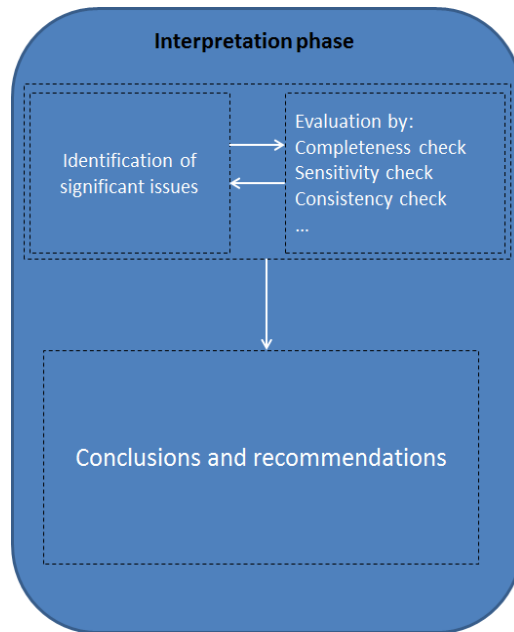 Interpretation phase
Identification of
significant issues
Evaluation by:
Completeness check
Sensitivity check
Consistency check
...
Conclusions and recommendations